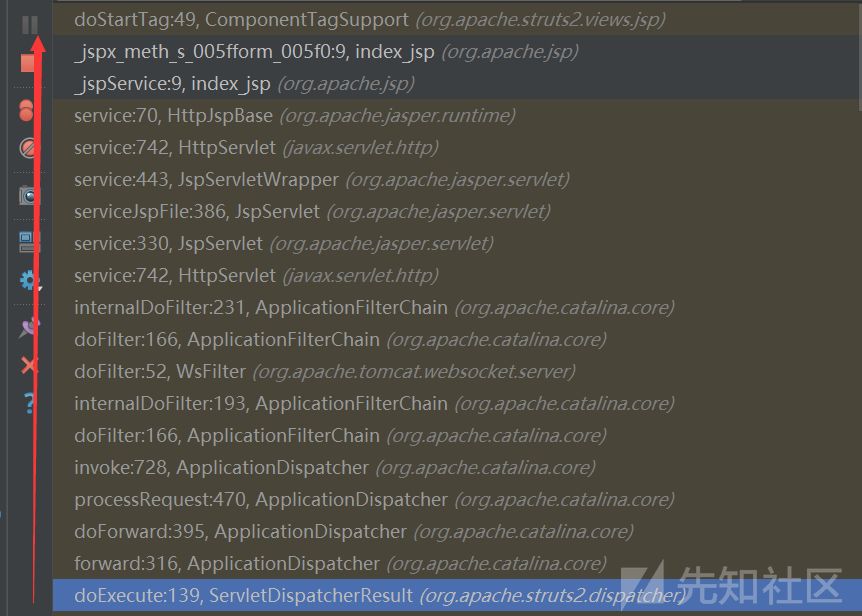 doStartTag:49, ComponentTagSupport (org.apache.struts2.views.jsp)
_jspx_meth_s_005fform_005f0:9, index_jsp (org.apache.jsp)
_jspService:9, index_jsp (org.apache.jsp)
service:70, HttpJspBase (org.apache.jasper.runtime)
service:742, HttpServlet (javax.servlet.http)
service:443, JspServletWrapper (org.apache.jasper.servlet)
serviceJspFile:386, JspServlet (org.apache.jasper.servlet)
service:330, JspServlet (org.apache.jasper.servlet)
service:742, HttpServlet (javax.servlet.http)
internalDoFilter:231, ApplicationFilterChain (org.apache.catalina.core)
doFilter:166, ApplicationFilterChain (org.apache.catalina.core)
doFilter:52, WsFilter (org.apache.tomcat.websocket.server)
internalDoFilter:193, ApplicationFilterChain (org.apache.catalina.core)
doFilter:166, ApplicationFilterChain (org.apache.catalina.core)
invoke:728, ApplicationDispatcher (org.apache.catalina.core)
processRequest:470, ApplicationDispatcher (org.apache.catalina.core)
doForward:395, ApplicationDispatcher (org.apache.catalina.core)
forward:316, ApplicationDispatcher (org.apache.catalina.core)
doExecute:139, ServletDispatcherResult (org.apache.struts2.dispatcher)
先知社区